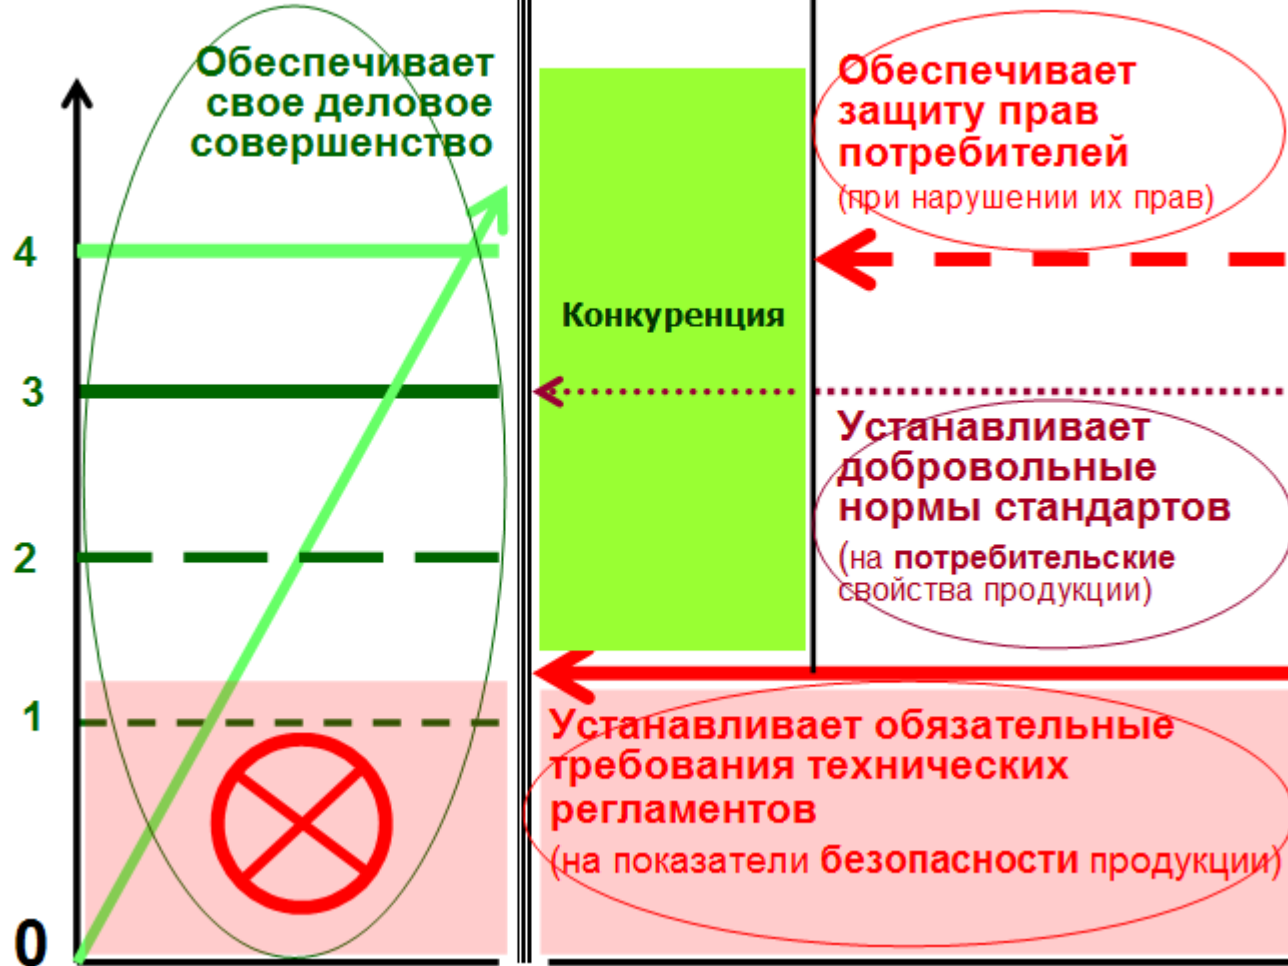 Обеспечивает
свое деловое
совершенство
4
3
2
1
0
Конкуренция
Обеспечивает
защиту прав
потребителей
(при нарушении их прав)
Устанавливает
добровольные
нормы стандартов
(на потребительские
свойства продукции)
Устанавливает обязательные
требования технических
регламентов
(на показатели безопасности продукции)